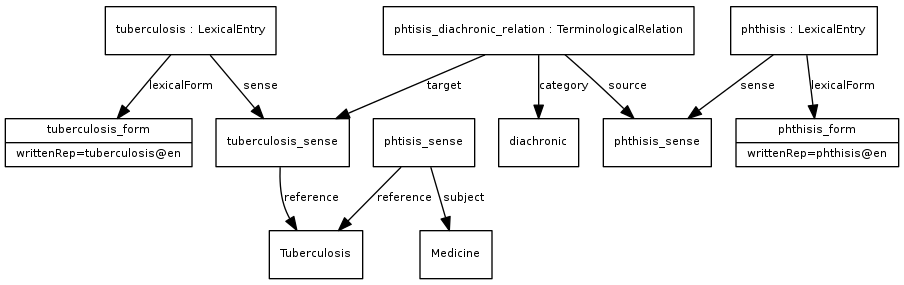 tuberculosis : LexicalEntry
phtisis_diachronic_relation : TerminologicalRelation
phthisis : LexicalEntry
lexicalForm
sense
target
category
source
sense
lexicalForm
tuberculosis_form
writtenRep=tuberculosis@en
tuberculosis_sense
phtisis_sense
diachronic
phthisis_sense
phthisis_form
writtenRep=phthisis@en
reference
reference
subject
Tuberculosis
Medicine